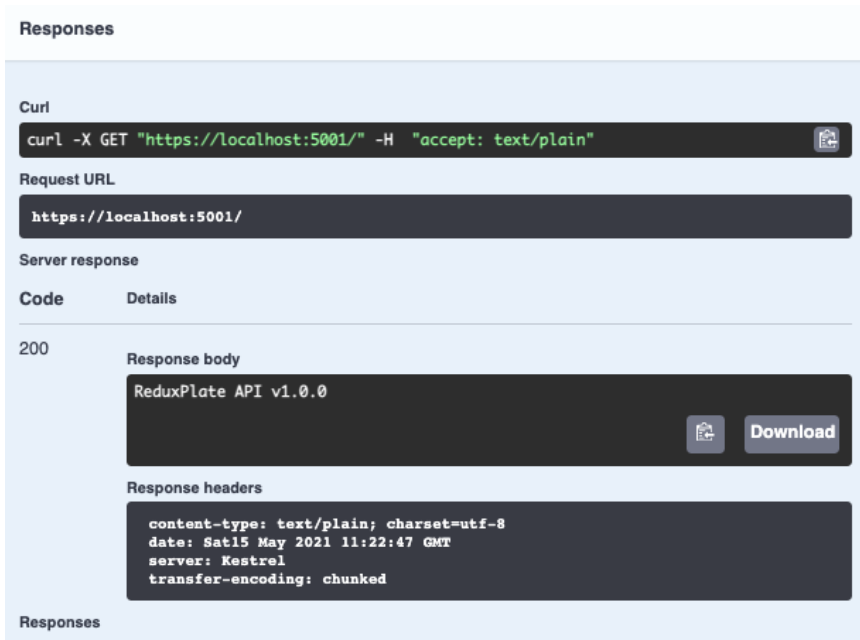 Responses
Curl
curl -X GET "https://localhost:5001/" -H  "accept: text/plain"
Request URL
https://localhost:5001/
Server response
Code Details
200
Response body
ReduxPlate API v1.0.0
Download
Response headers
content-type: text/plain; charset=utf-8
date: Sat15 May 2021 11:22:47 GMT
server: Kestrel
transfer-encoding: chunked
Responses